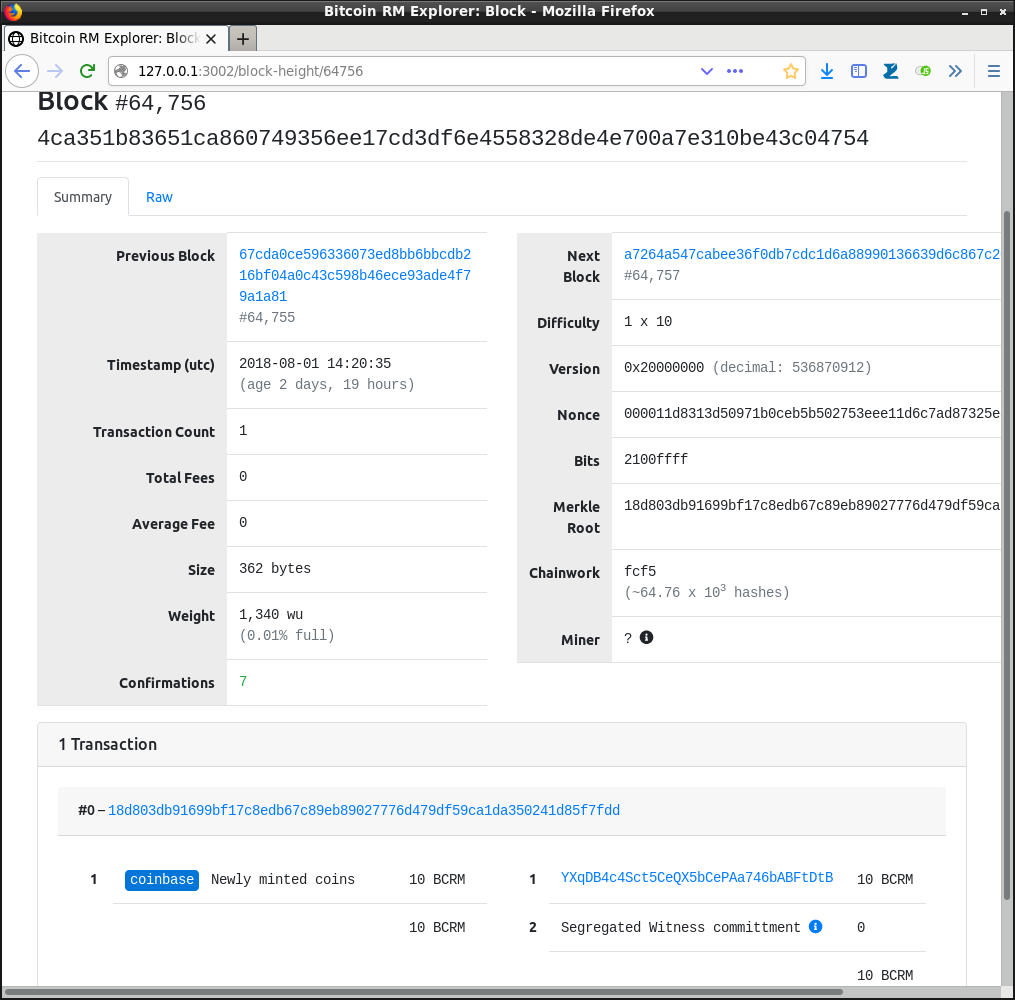 Bitcoin RM Explorer: Block - Mozilla Firefox
Bitcoin RM Explorer: Block
127.0.0.1:3002/block-height/64756
Block #64,756
4ca351b83651ca860749356ee17cd3df6e4558328de4e700a7e310be43c04754
Summary
Raw
Previous Block
67cda0ce596336073ed8bb6bbcdb2
16bf04a0c43c598b46ece93ade4f7
9a1a81
#64,755
Timestamp (utc)
2018-08-01 14:20:35
(age 2 days, 19 hours)
Transaction Count
1
Total Fees
0
Average Fee
0
Size
362 bytes
Weight
1,340 wu
(0.01% full)
Confirmations
7
Next
Block
a7264a547cabee36f0db7cdc1d6a88990136639d6c867c2
#64,757
Difficulty
1 x 10
Version
0x20000000 (decimal: 536870912)
Nonce
000011d8313d50971b0ceb5b502753eee11d6c7ad87325e
Bits
2100ffff
Merkle
Root
18d803db91699bf17c8edb67c89eb89027776d479df59ca
Chainwork
fcf5
(~64.76 x 10³ hashes)
Miner
?
1 Transaction
#0 – 18d803db91699bf17c8edb67c89eb89027776d479df59ca1da350241d85f7fdd
1 coinbase Newly minted coins 10 BCRM
10 BCRM
1 YXqDB4c4Sct5CeQX5bCePAa746bABFtDtB 10 BCRM
2 Segregated Witness committment 0
10 BCRM